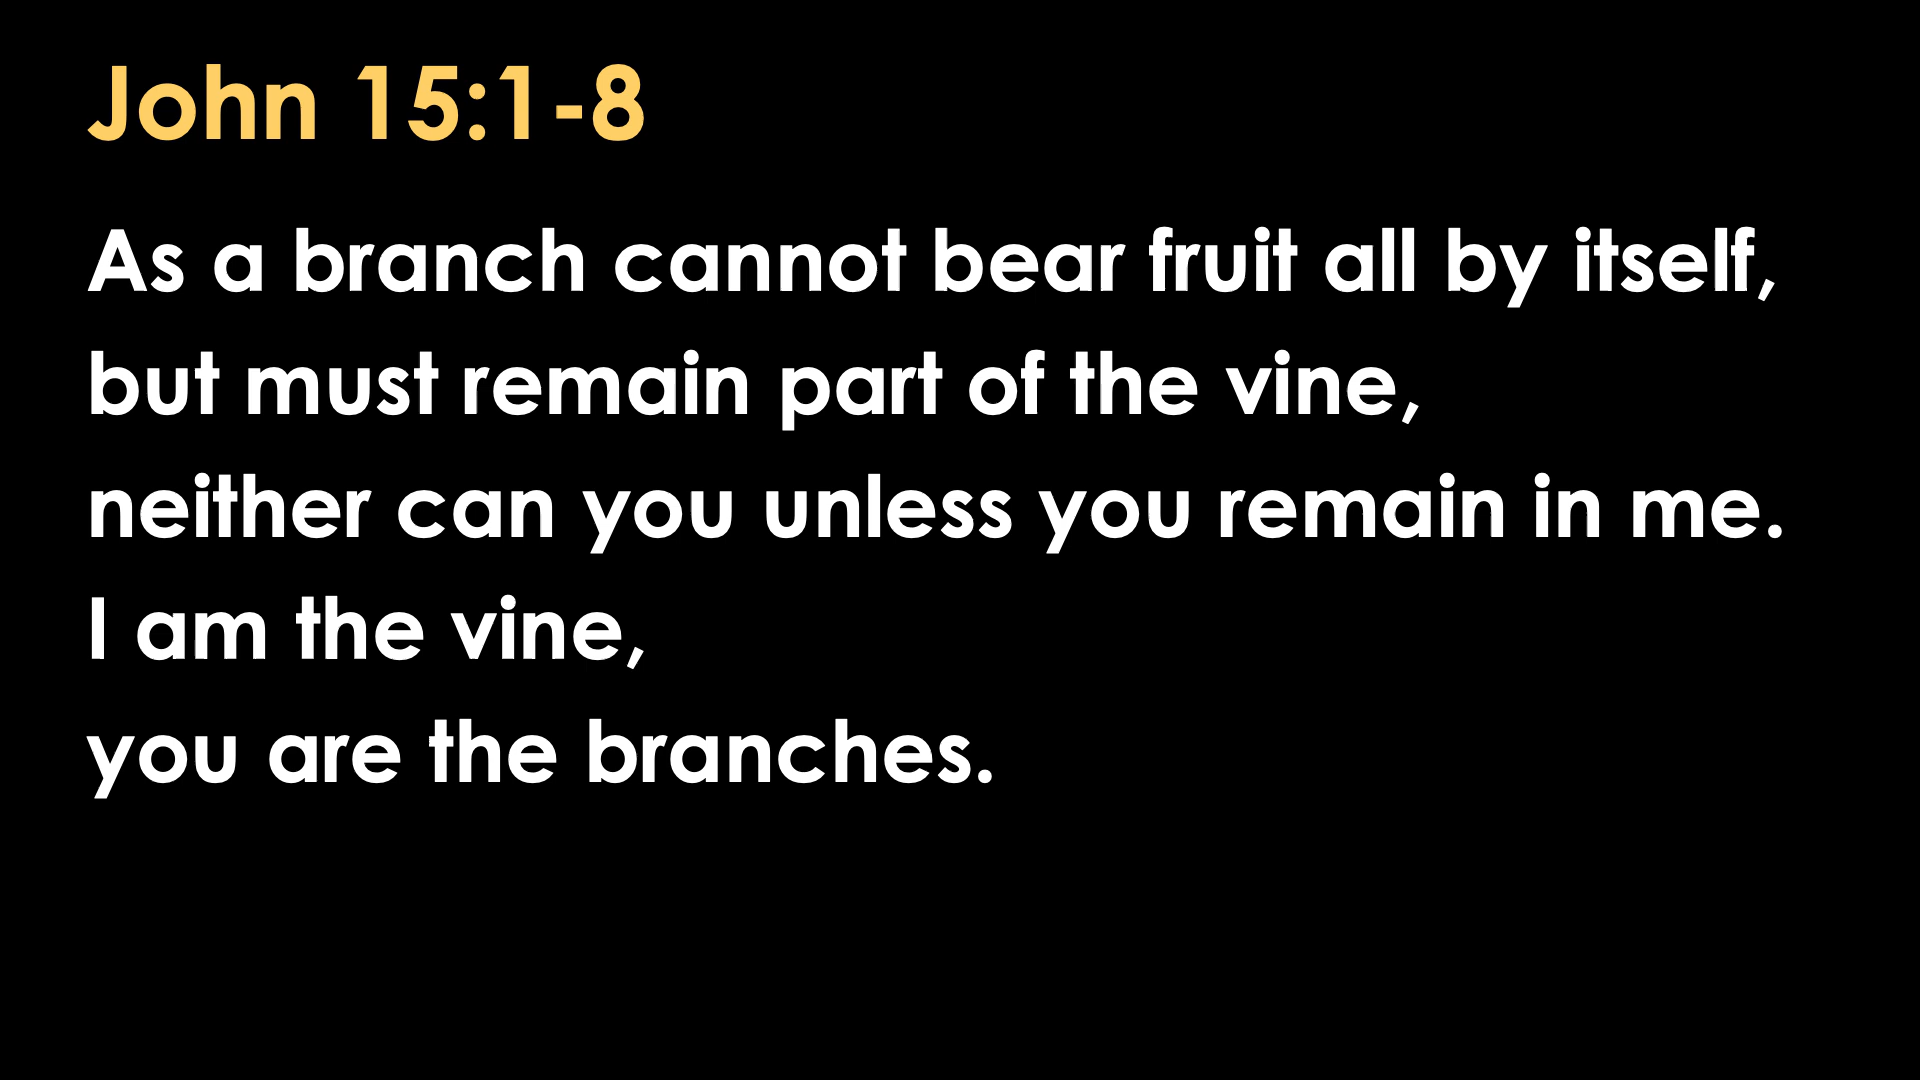 John 15:1-8
As a branch cannot bear fruit all by itself,
but must remain part of the vine,
neither can you unless you remain in me.
I am the vine,
you are the branches.